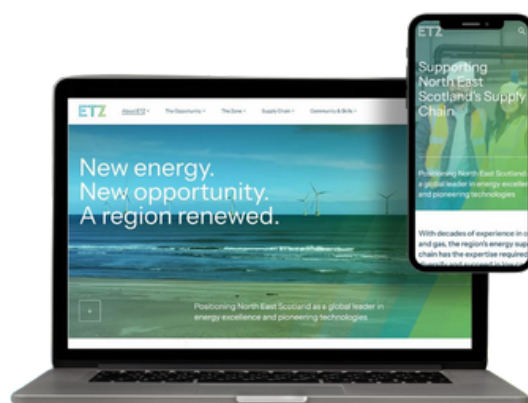 ETZ
About ETZ
The Opportunity
The Zone
Supply Chain
Community & Skills
New energy.
New opportunity.
A region renewed.
+
Positioning North East Scotland as a global leader in
energy excellence and pioneering technologies
ETZ
Supporting
North East
Scotland's Supply
Chain
Positioning North East Scotland
a global leader in energy excellence
and pioneering technologies
With decades of experience in o
and gas, the region's energy sup
chain has the expertise required